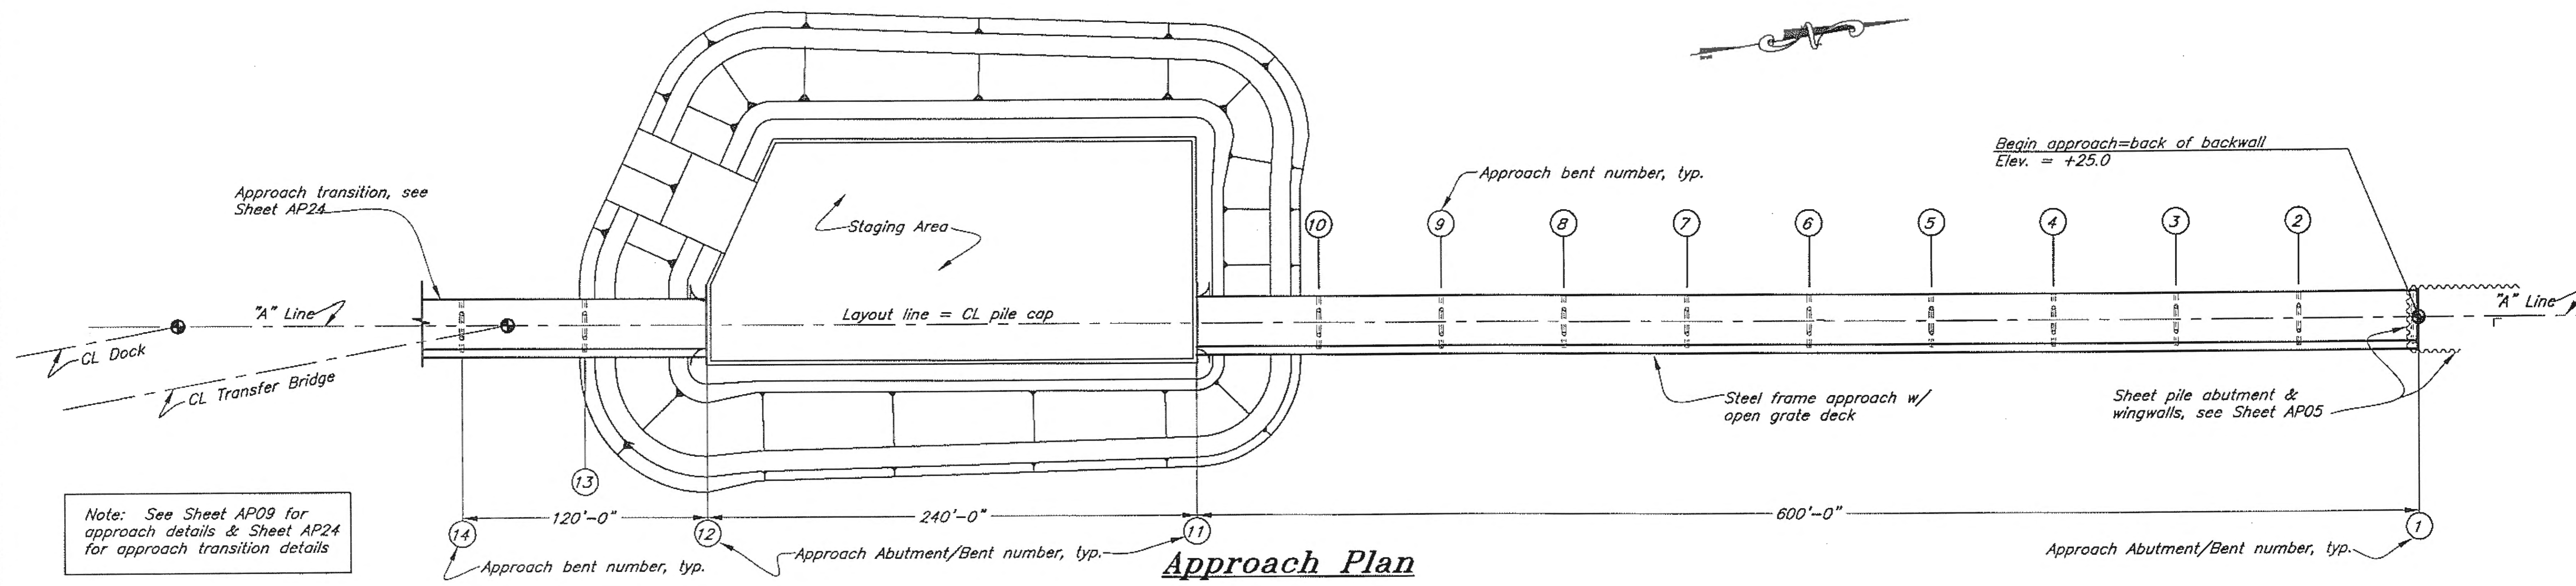 N
Begin approach=back of backwall
Elev. = +25.0
Approach bent number, typ.
Approach transition, see
Sheet AP24
Staging Area
10
9
8
7
6
5
4
3
2
"A" Line
Layout line = CL pile cap
"A" Line
CL Dock
CL Transfer Bridge
Steel frame approach w/
open grate deck
Sheet pile abutment &
wingwalls, see Sheet AP05
13
Note: See Sheet AP09 for
approach details & Sheet AP24
for approach transition details
120'-0"
240'-0"
600'-0"
14
12
11
1
Approach bent number, typ.
Approach Abutment/Bent number, typ.
Approach Abutment/Bent number, typ.
Approach Plan